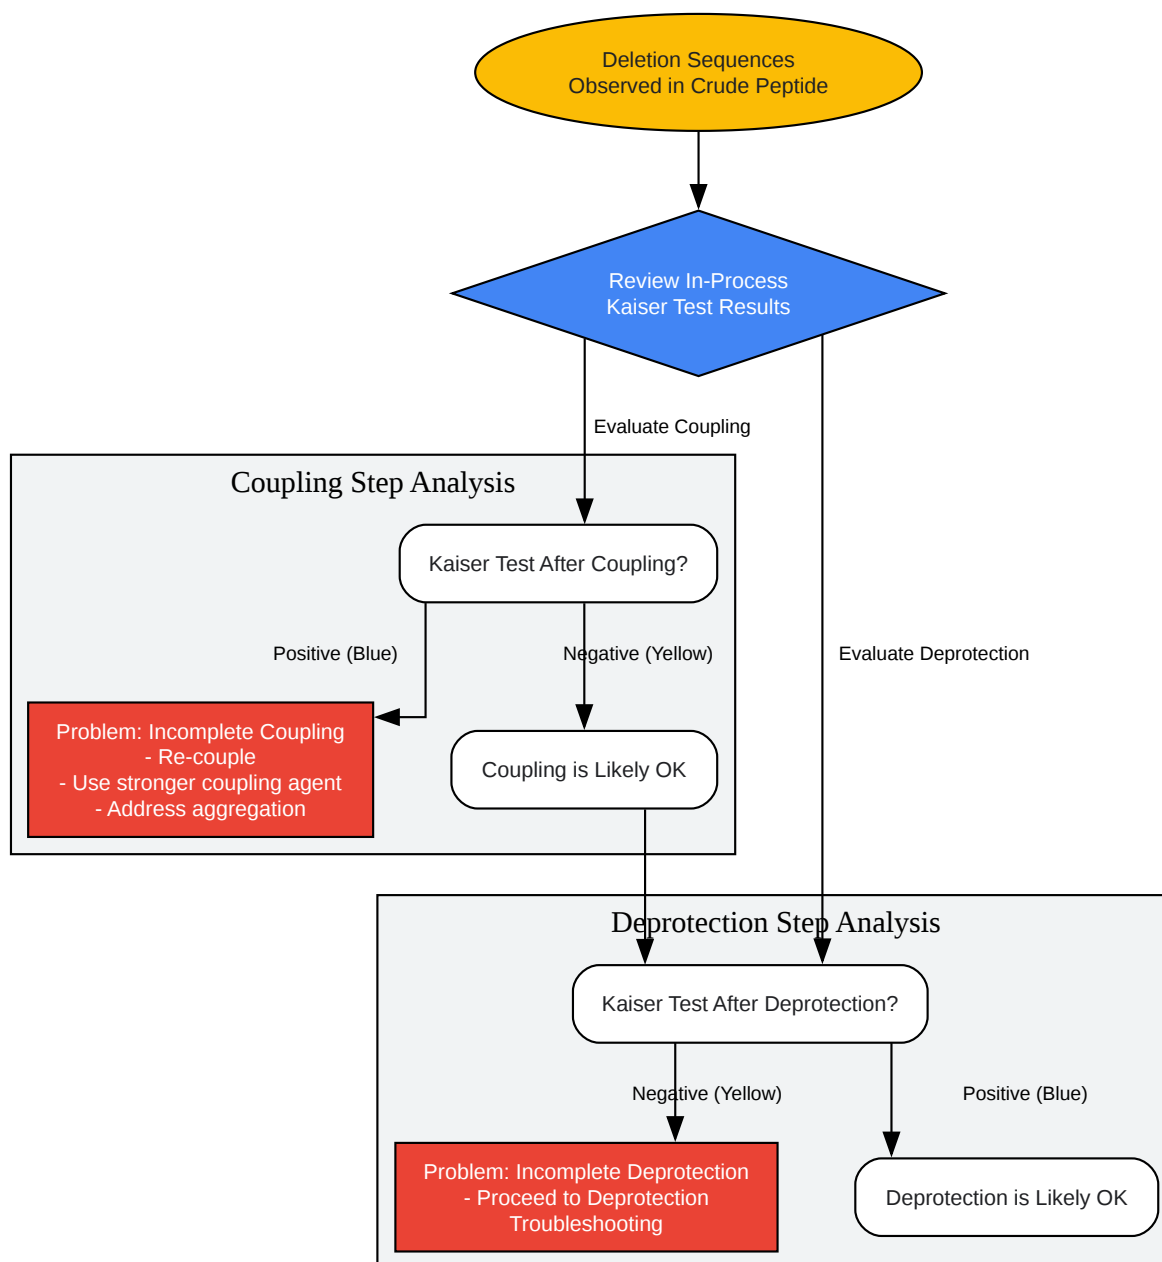 Deletion Sequences
Observed in Crude Peptide
Review In-Process
Kaiser Test Results
Evaluate Coupling
Coupling Step Analysis
Kaiser Test After Coupling?
Positive (Blue)
Negative (Yellow)
Evaluate Deprotection
Problem: Incomplete Coupling
- Re-couple
- Use stronger coupling agent
- Address aggregation
Coupling is Likely OK
Deprotection Step Analysis
Kaiser Test After Deprotection?
Negative (Yellow)
Positive (Blue)
Problem: Incomplete Deprotection
- Proceed to Deprotection
Troubleshooting
Deprotection is Likely OK